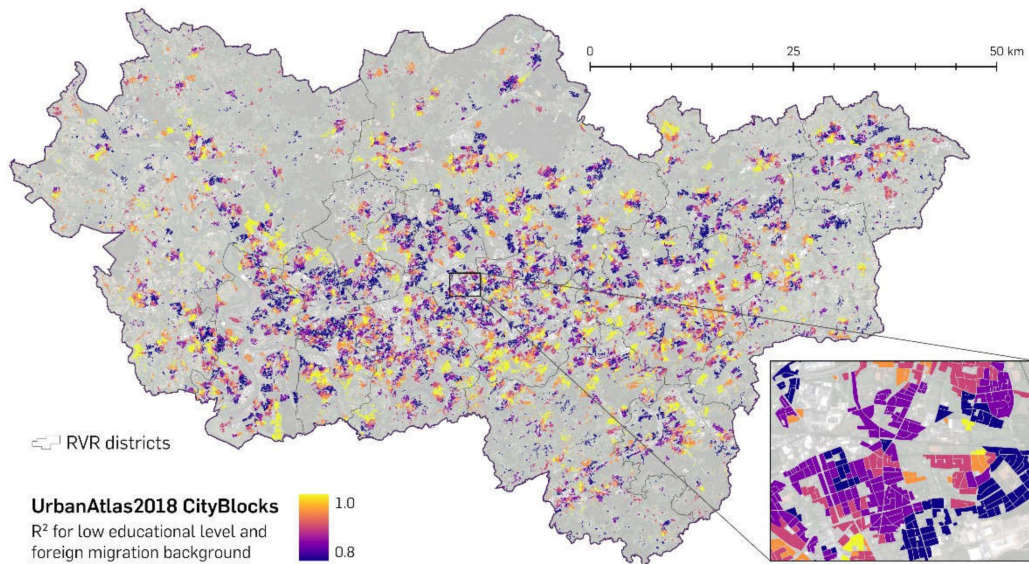 0 25 50 km
RVR districts
UrbanAtlas2018 CityBlocks
R² for low educational level and
foreign migration background
1.0
0.8